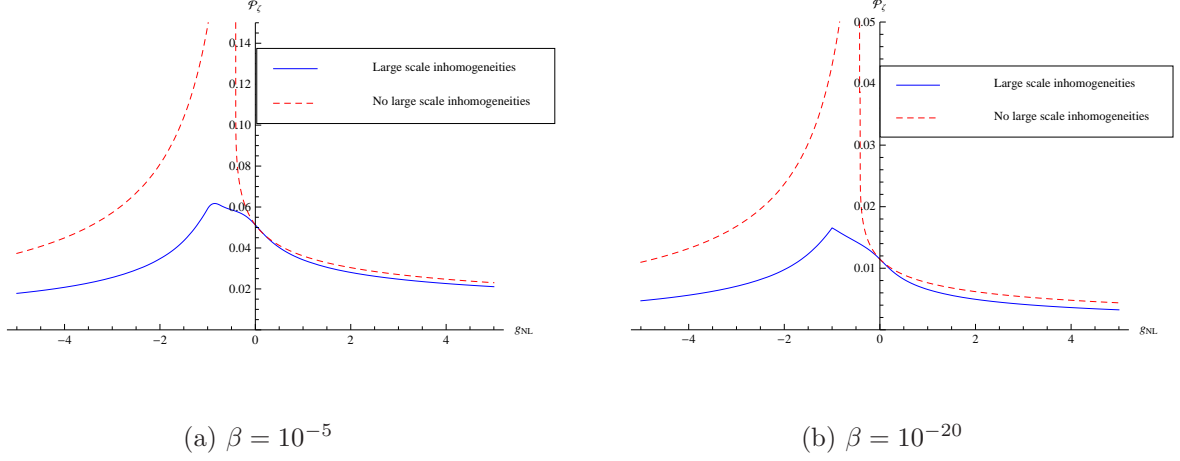 𝒫ζ
0.14
0.12
0.10
0.08
0.06
0.04
0.02
−4
−2
0
2
4
gNL
Large scale inhomogeneities
No large scale inhomogeneities
(a) β = 10−5
𝒫ζ
0.05
0.04
0.03
0.02
0.01
−4
−2
0
2
4
gNL
Large scale inhomogeneities
No large scale inhomogeneities
(b) β = 10−20